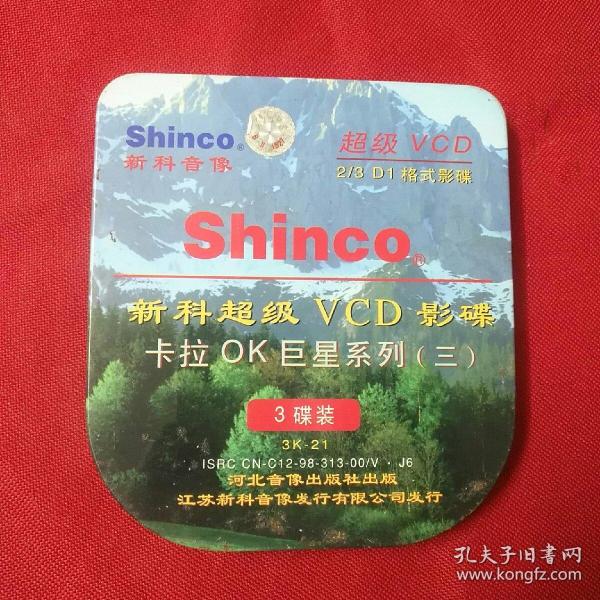 Shinco®
新科音像
超级 VCD
2/3 D1 格式影碟
Shinco®
新科超级 VCD 影碟
卡拉 OK 巨星系列(三)
3 碟装
3K-21
ISRC CN-C12-98-313-00/V · J6
河北音像出版社出版
江苏新科音像发行有限公司发行
孔夫子旧书网
www.kongfz.com